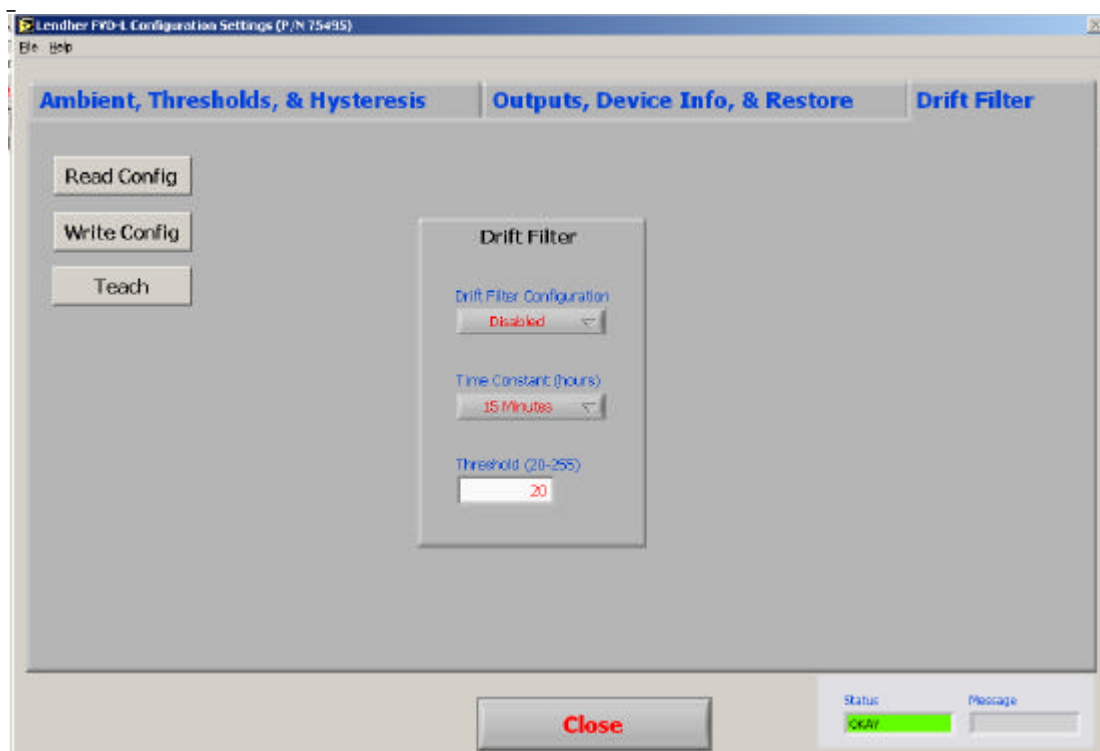 Lendher FVD-L Configuration Settings (P/N 75495)
File Help
Ambient, Thresholds, & Hysteresis Outputs, Device Info, & Restore Drift Filter
Read Config
Write Config
Teach
Drift Filter
Drift Filter Configuration
Disabled
Time Constant (hours)
15 Minutes
Threshold (20-255)
20
Close
Status Message
OKAY